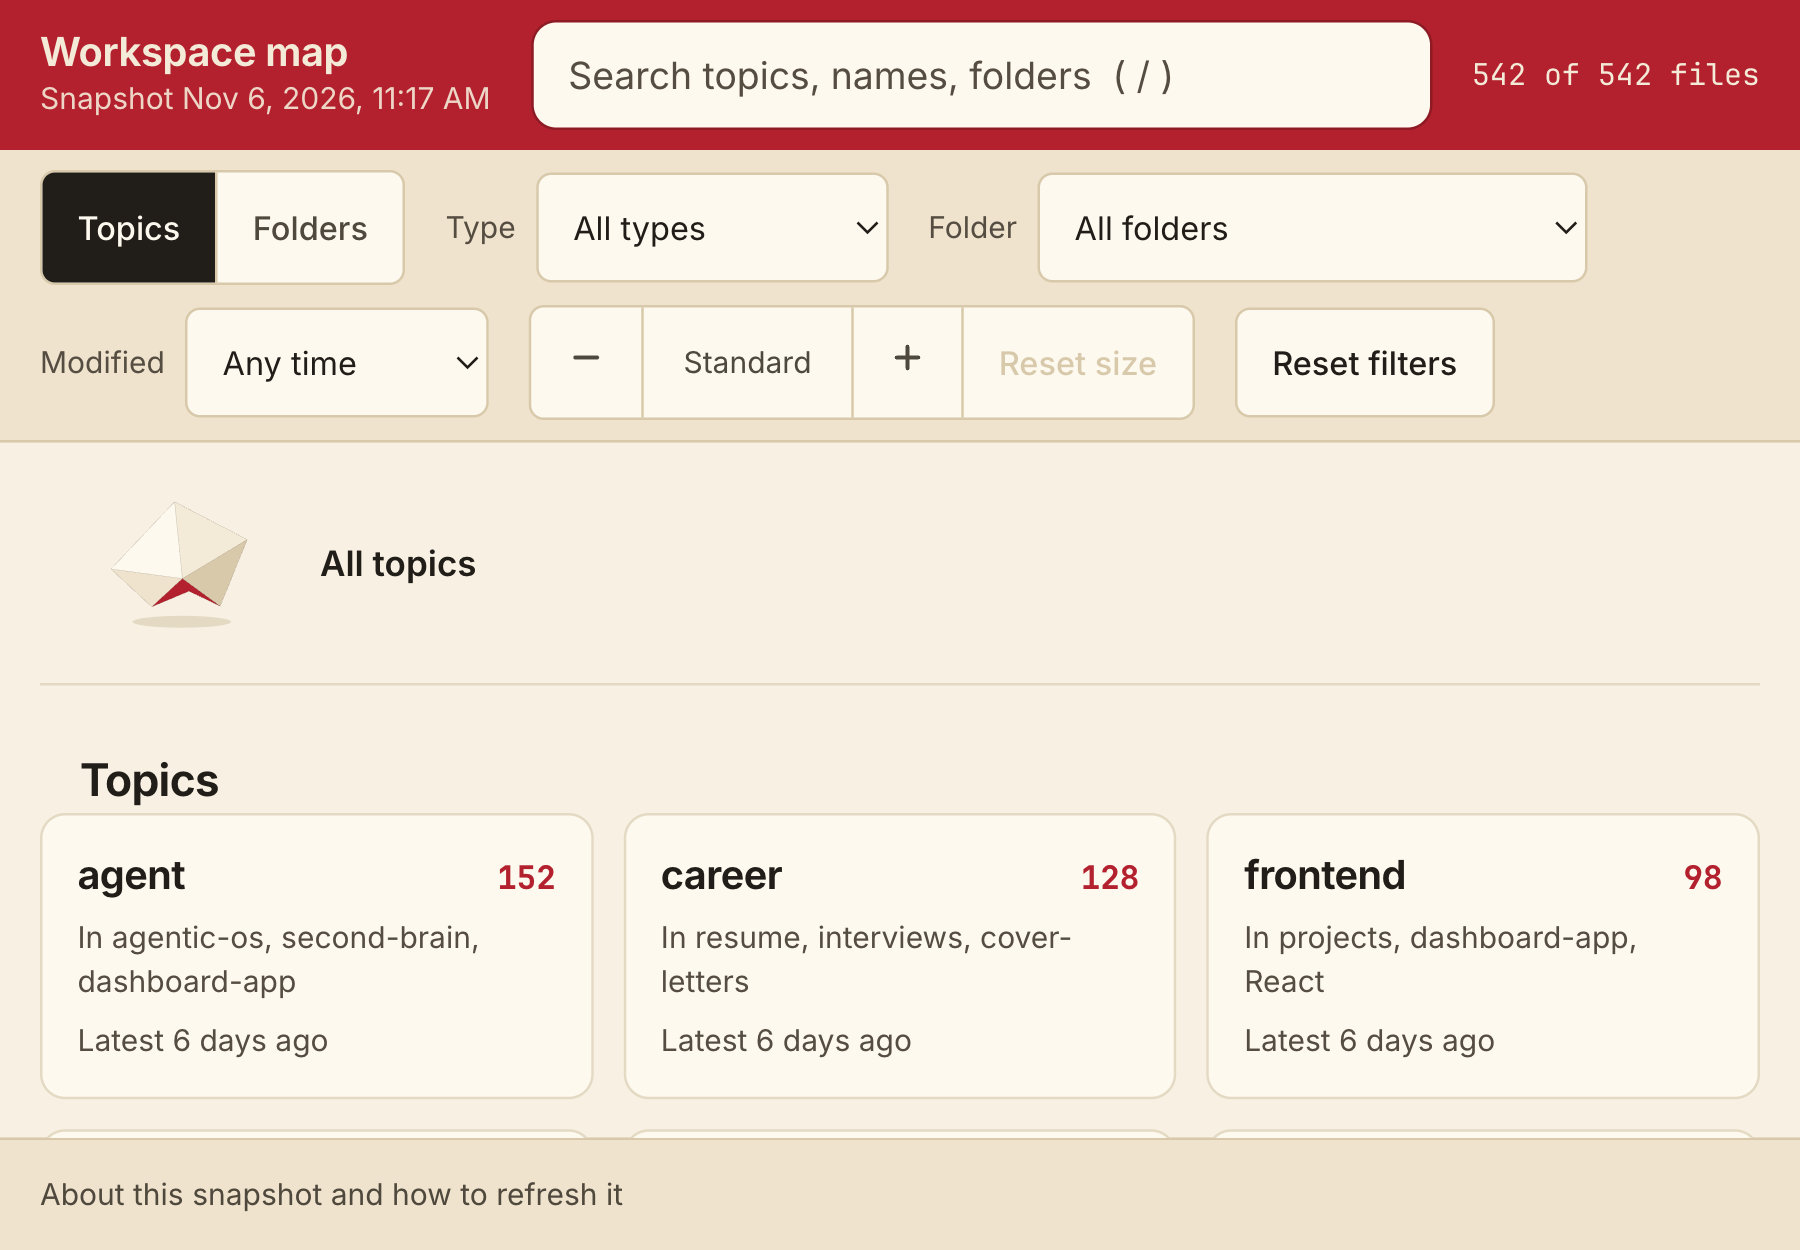 Workspace map
Snapshot Nov 6, 2026, 11:17 AM
Search topics, names, folders ( / )
542 of 542 files
Topics
Folders
Type
All types
Folder
All folders
Modified
Any time
−
Standard
+
Reset size
Reset filters
All topics
Topics
agent
152
In agentic-os, second-brain,
dashboard-app
Latest 6 days ago
career
128
In resume, interviews, cover-
letters
Latest 6 days ago
frontend
98
In projects, dashboard-app,
React
Latest 6 days ago
About this snapshot and how to refresh it